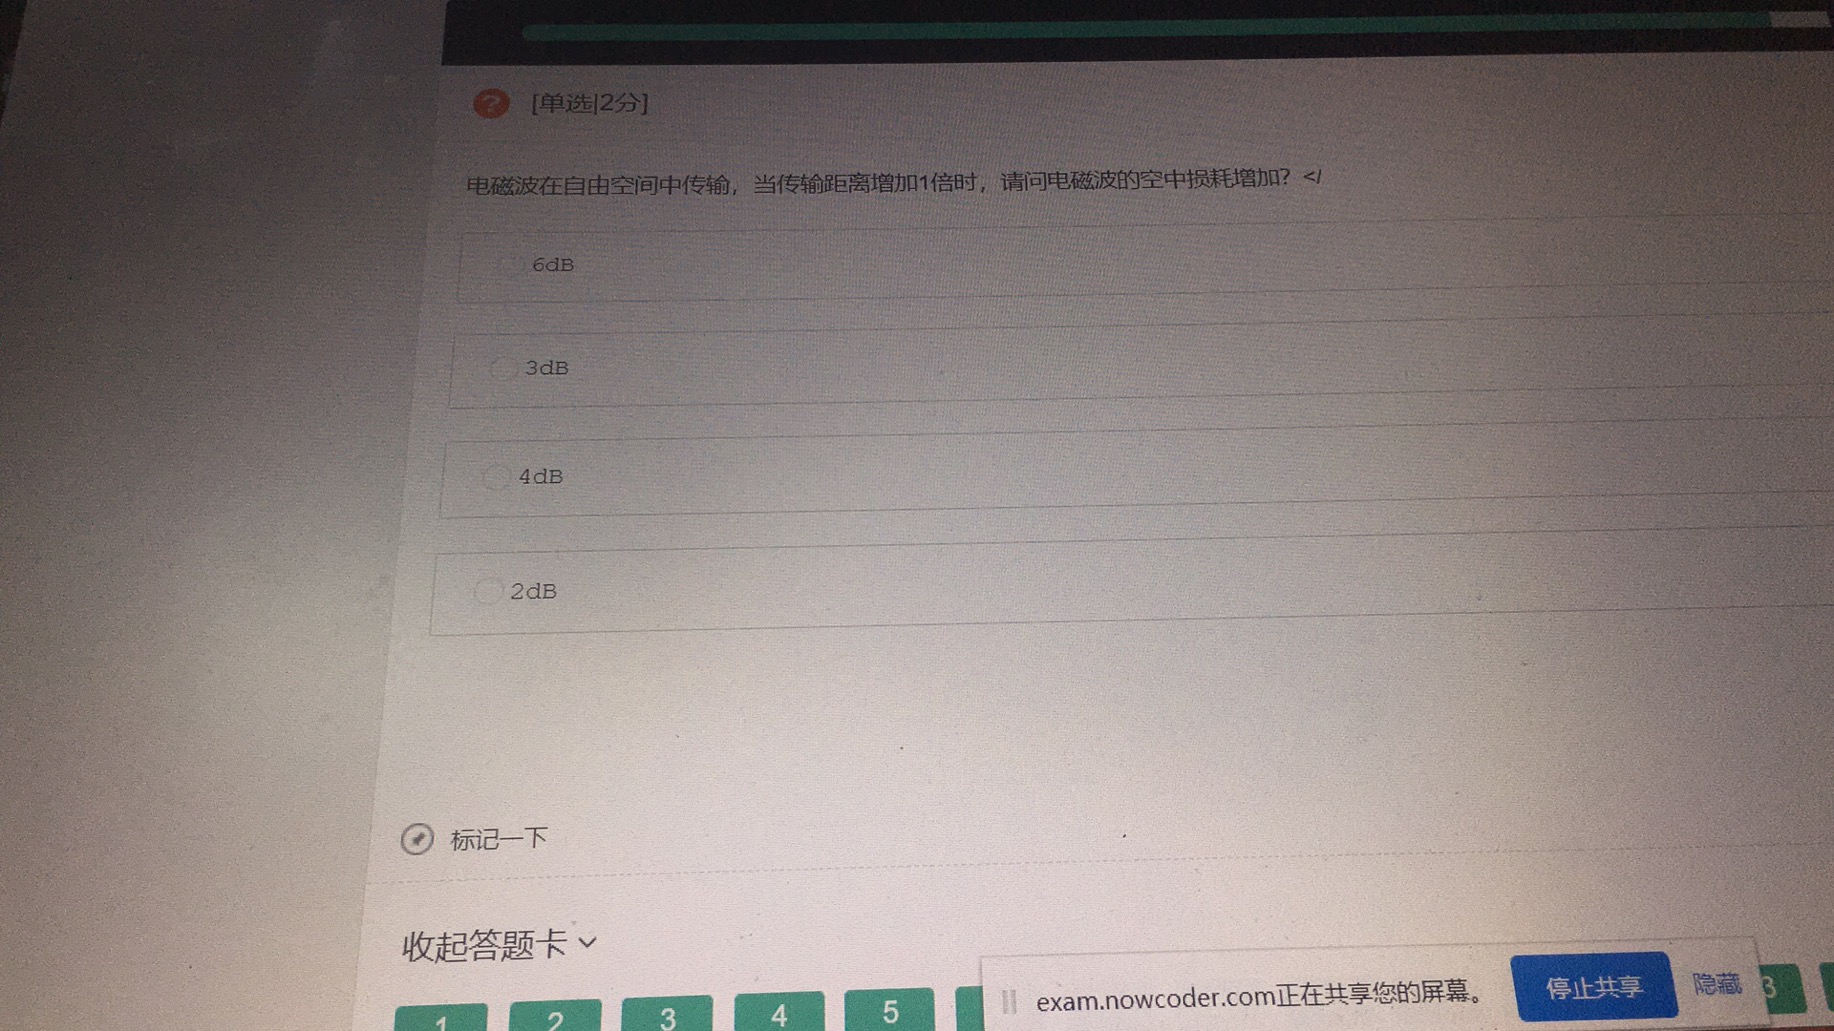 ? [单选|2分]
电磁波在自由空间中传输，当传输距离增加1倍时，请问电磁波的空中损耗增加？</
6dB
3dB
4dB
2dB
标记一下
收起答题卡
1 2 3 4 5 3
exam.nowcoder.com正在共享您的屏幕。 停止共享 隐藏